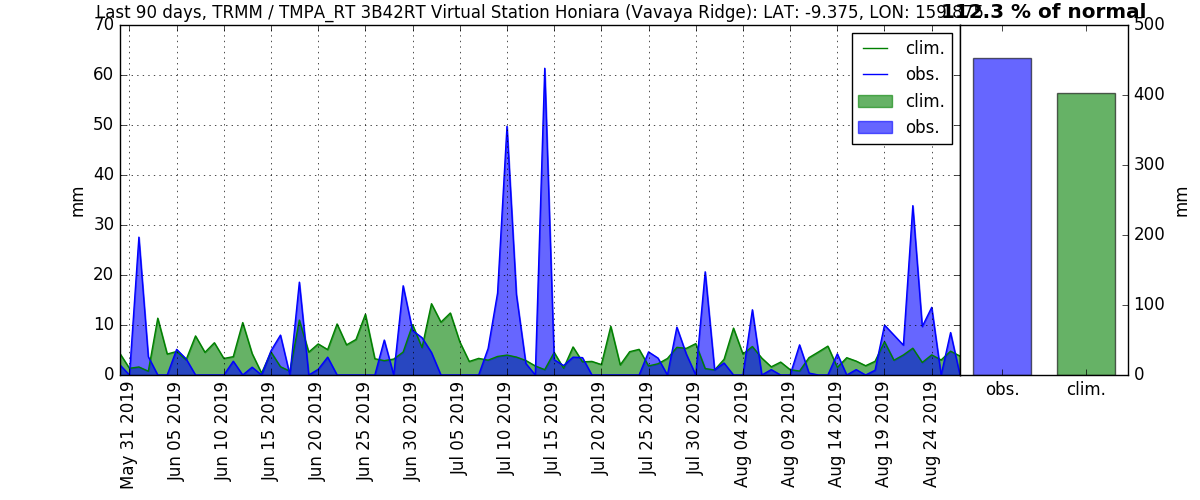 Last 90 days, TRMM / TMPA_RT 3B42RT Virtual Station Honiara (Vavaya Ridge): LAT: -9.375, LON:
112.3 % of normal
70
60
50
40
30
20
10
0
mm
clim.
obs.
clim.
obs.
May 31 2019
Jun 05 2019
Jun 10 2019
Jun 15 2019
Jun 20 2019
Jun 25 2019
Jun 30 2019
Jul 05 2019
Jul 10 2019
Jul 15 2019
Jul 20 2019
Jul 25 2019
Jul 30 2019
Aug 04 2019
Aug 09 2019
Aug 14 2019
Aug 19 2019
Aug 24 2019
500
400
300
200
100
0
mm
obs.
clim.